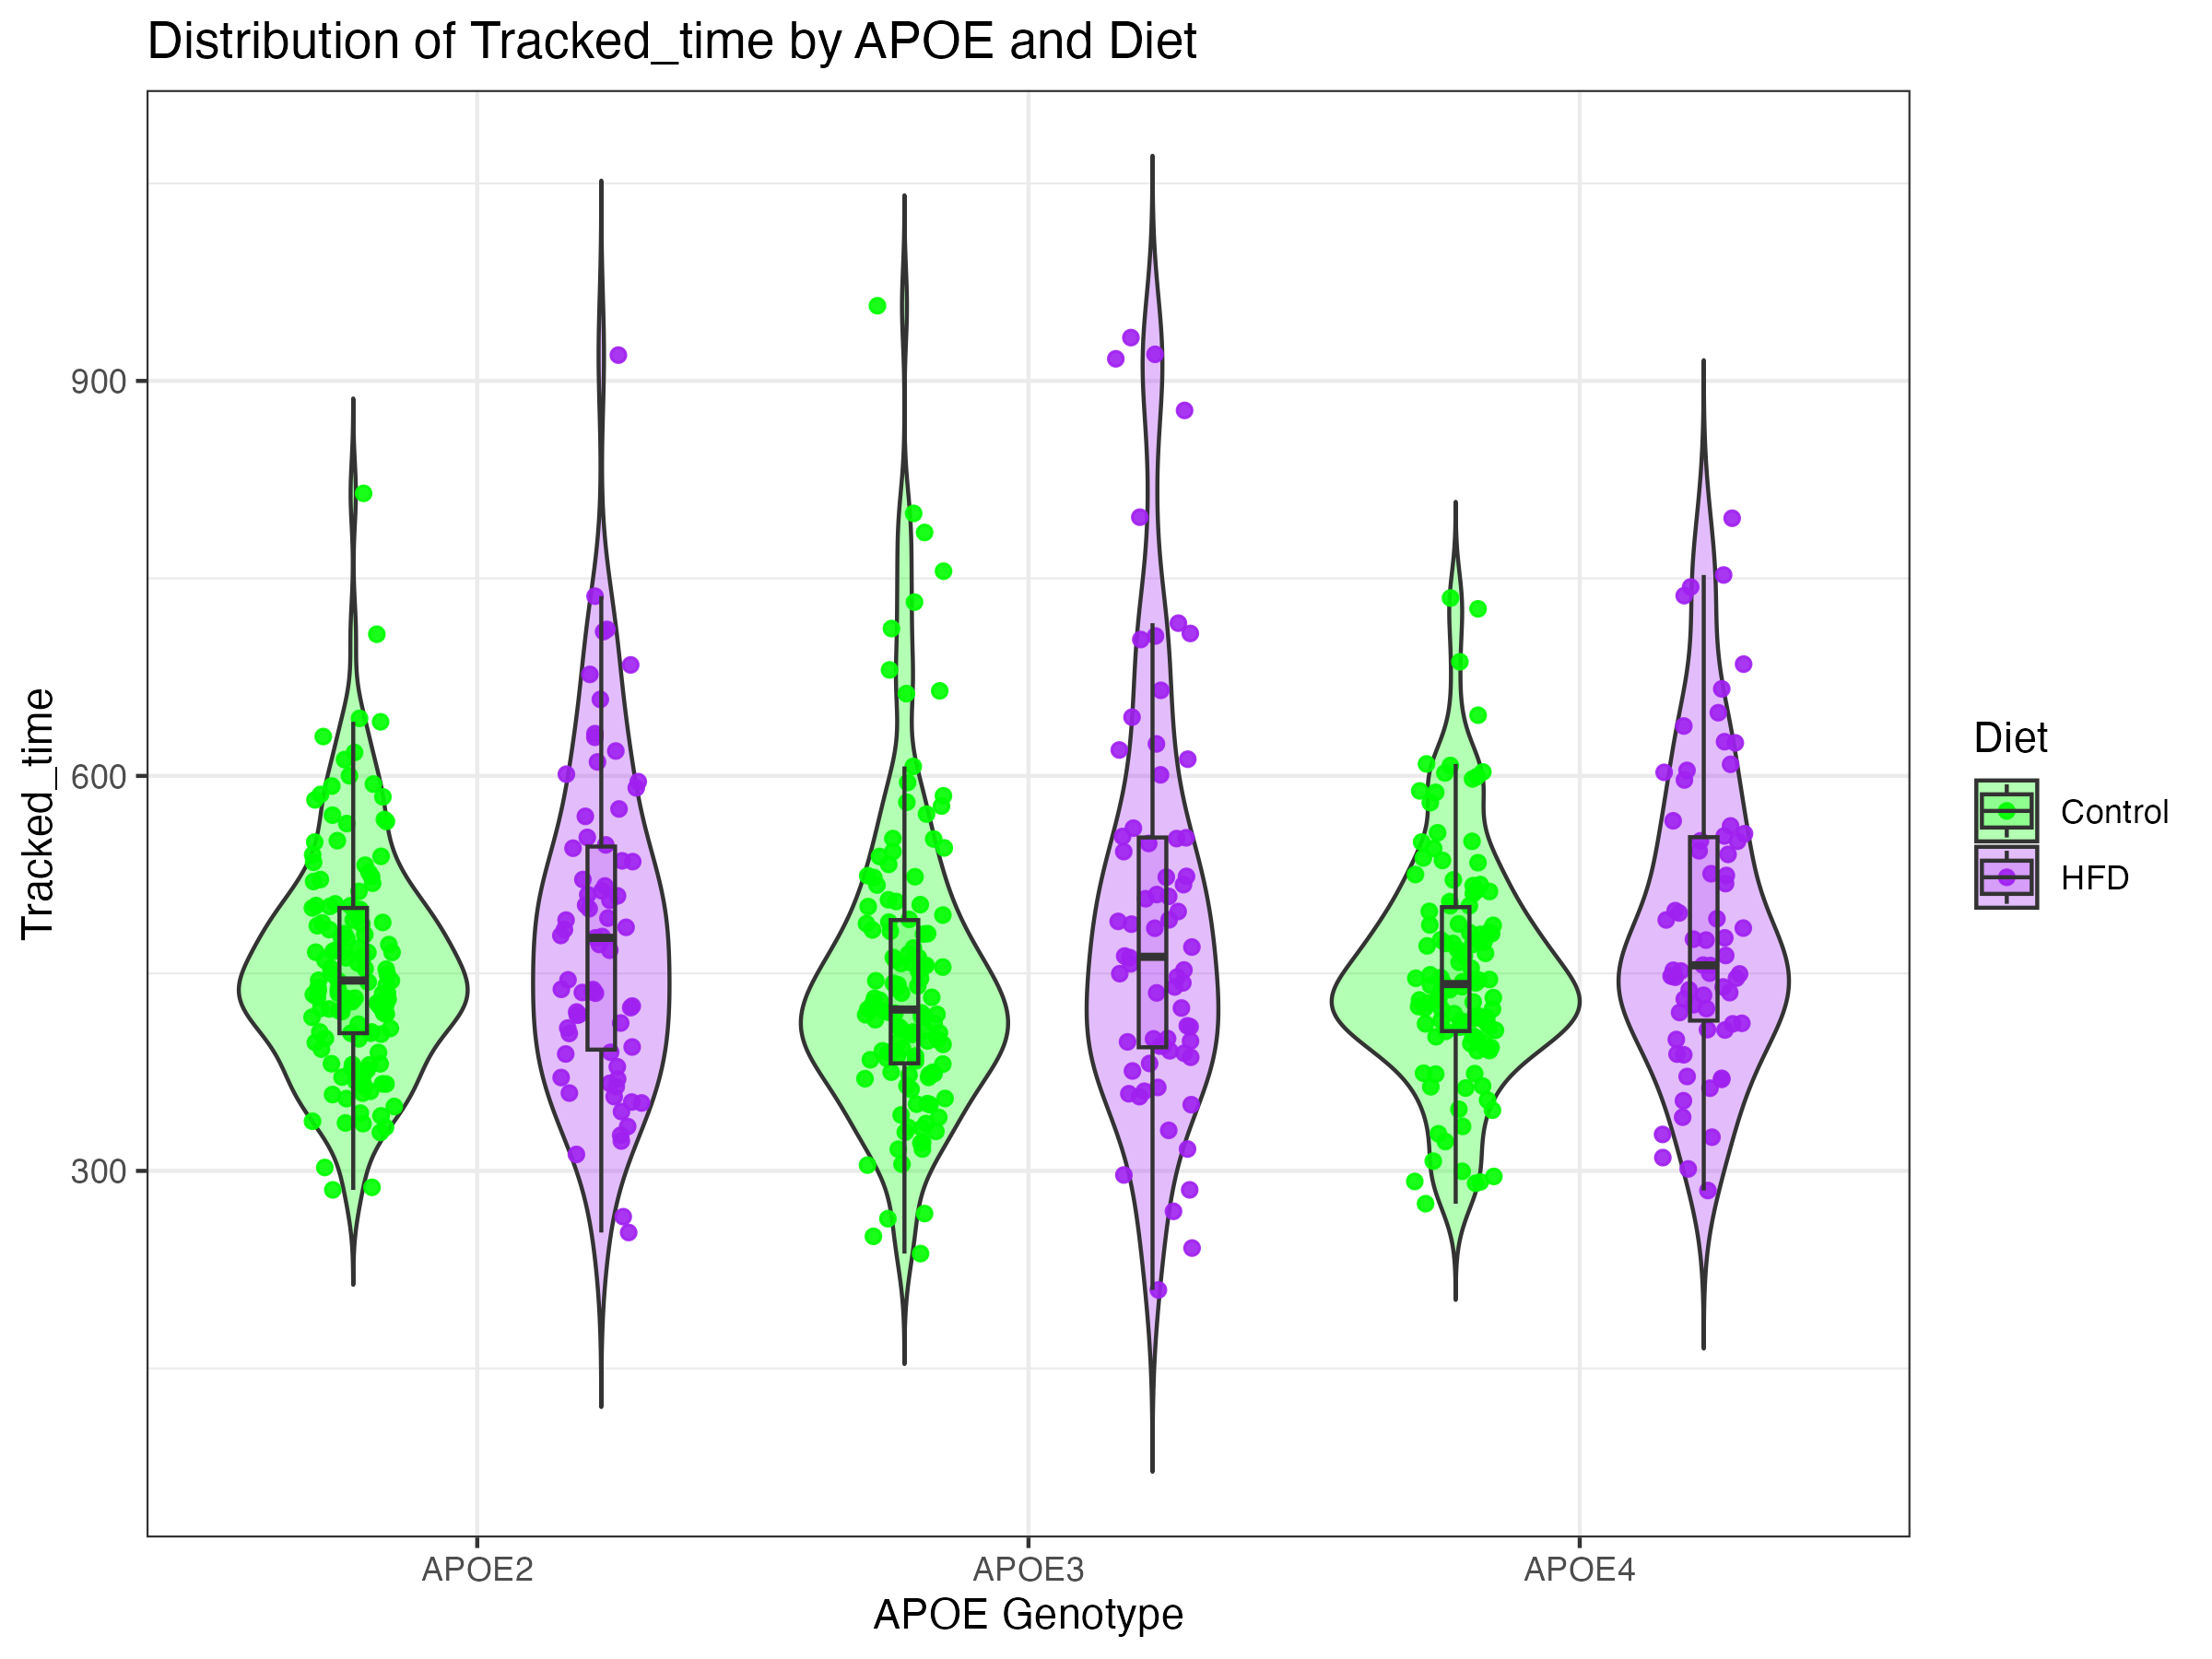 Distribution of Tracked_time by APOE and Diet
Tracked_time
900
600
300
APOE2
APOE3
APOE4
APOE Genotype
Diet
Control
HFD